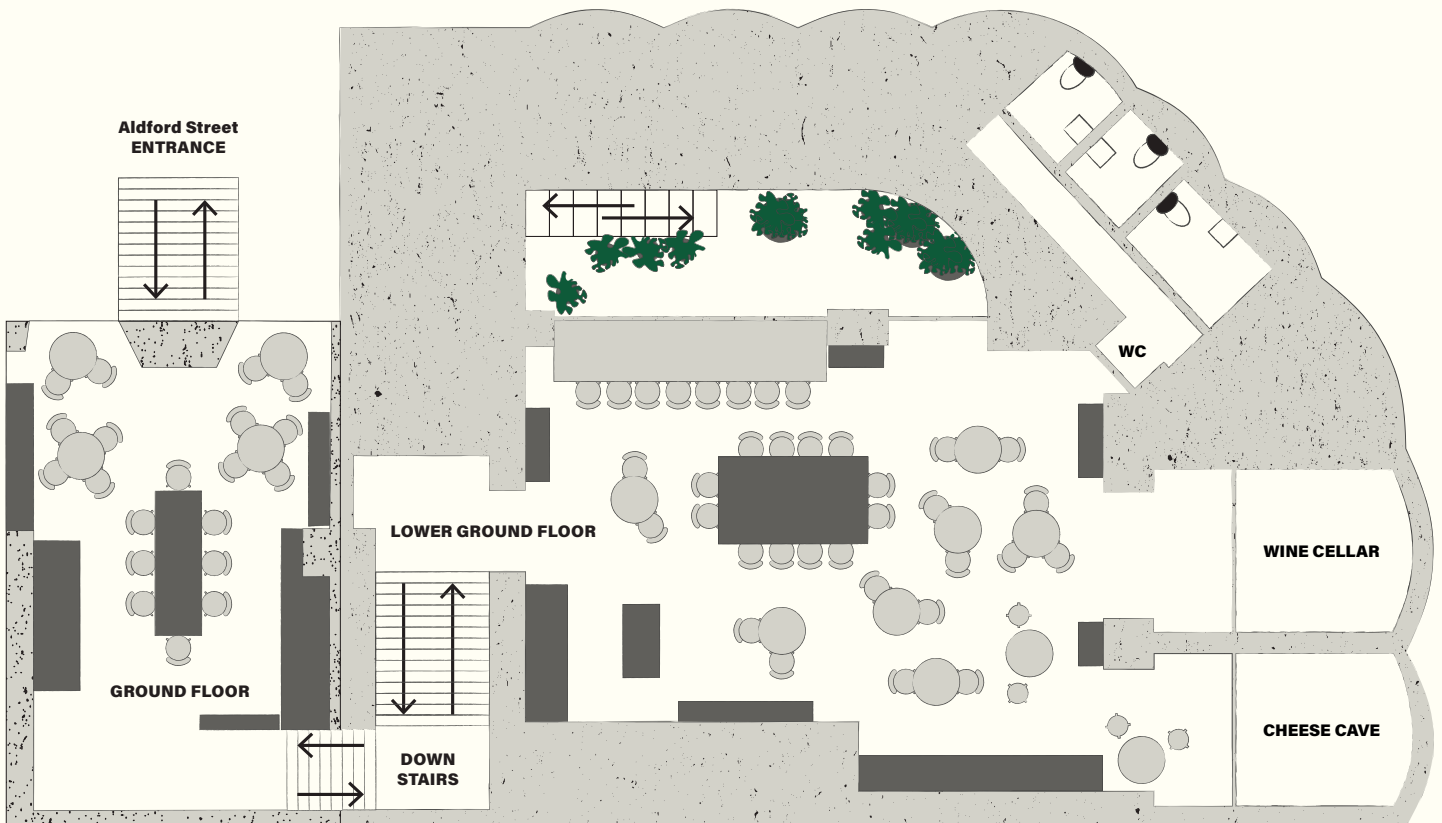 Aldford Street
ENTRANCE
WC
LOWER GROUND FLOOR
WINE CELLAR
GROUND FLOOR
CHEESE CAVE
DOWN
STAIRS